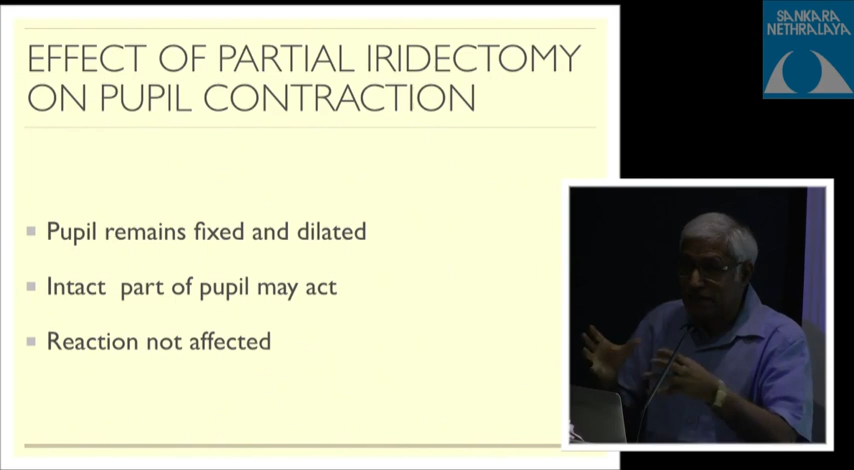 EFFECT OF PARTIAL IRIDECTOMY
ON PUPIL CONTRACTION
Pupil remains fixed and dilated
Intact part of pupil may act
Reaction not affected
SANKARA
NETHRALAYA